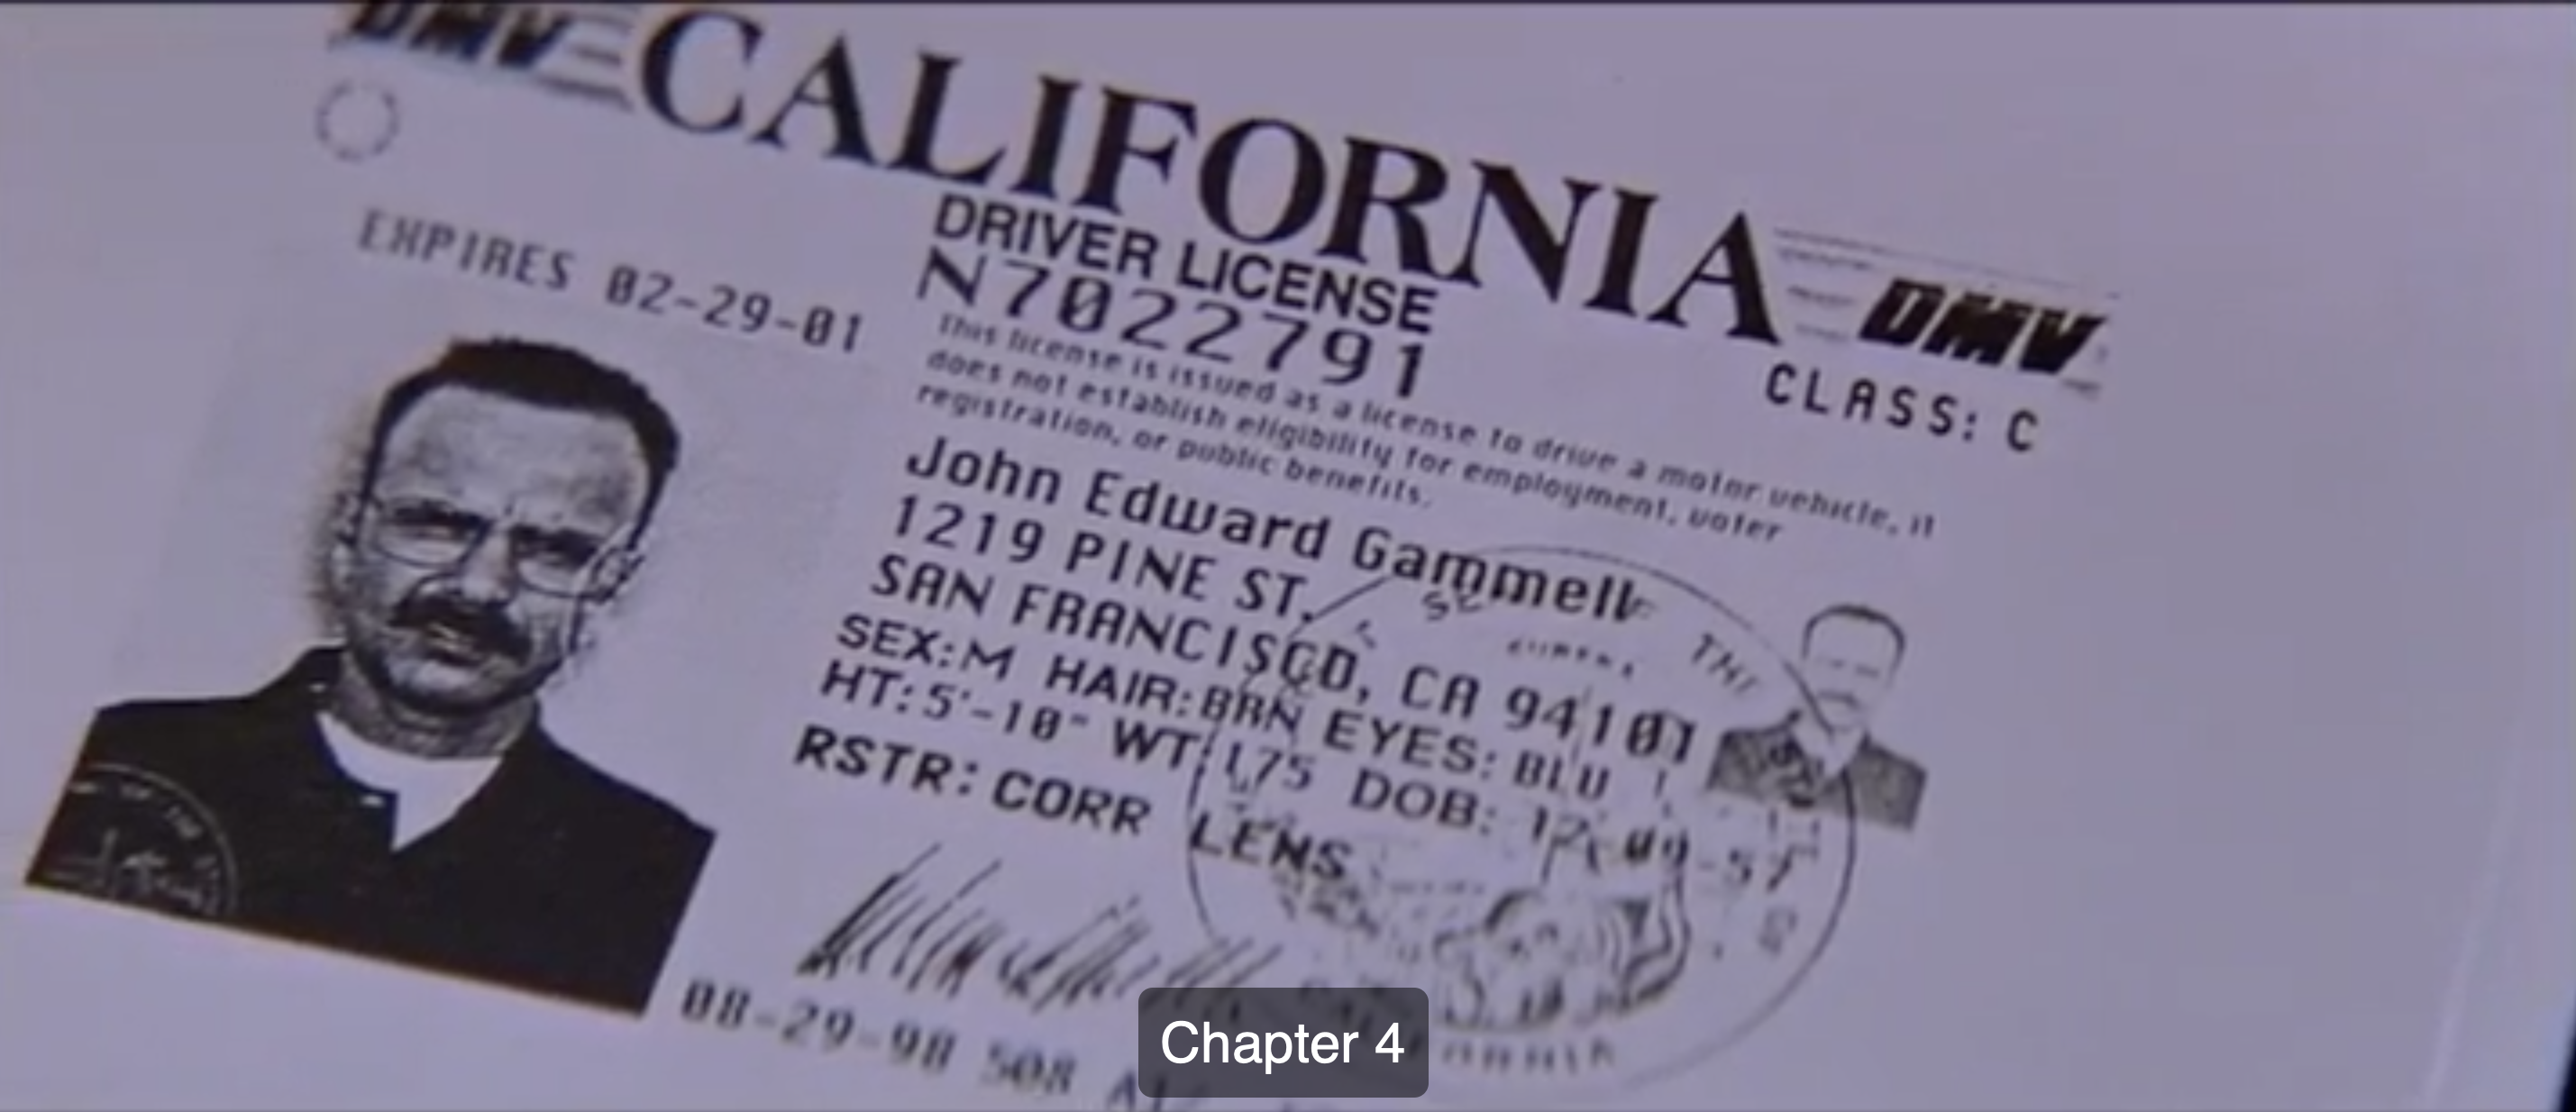 DMV CALIFORNIA DMV
DRIVER LICENSE
EXPIRES 02-29-01
N7022791
CLASS: C
This license is issued as a license to drive a motor vehicle, it
does not establish eligibility for employment, voter
registration, or public benefits.
John Edward Gammell
1219 PINE ST.
SAN FRANCISCO, CA 94101
SEX:M HAIR:BRN EYES: BLU
HT:5'-10" WT:175 DOB: 12-09-57
RSTR: CORR LENS
08-29-98 508
Chapter 4